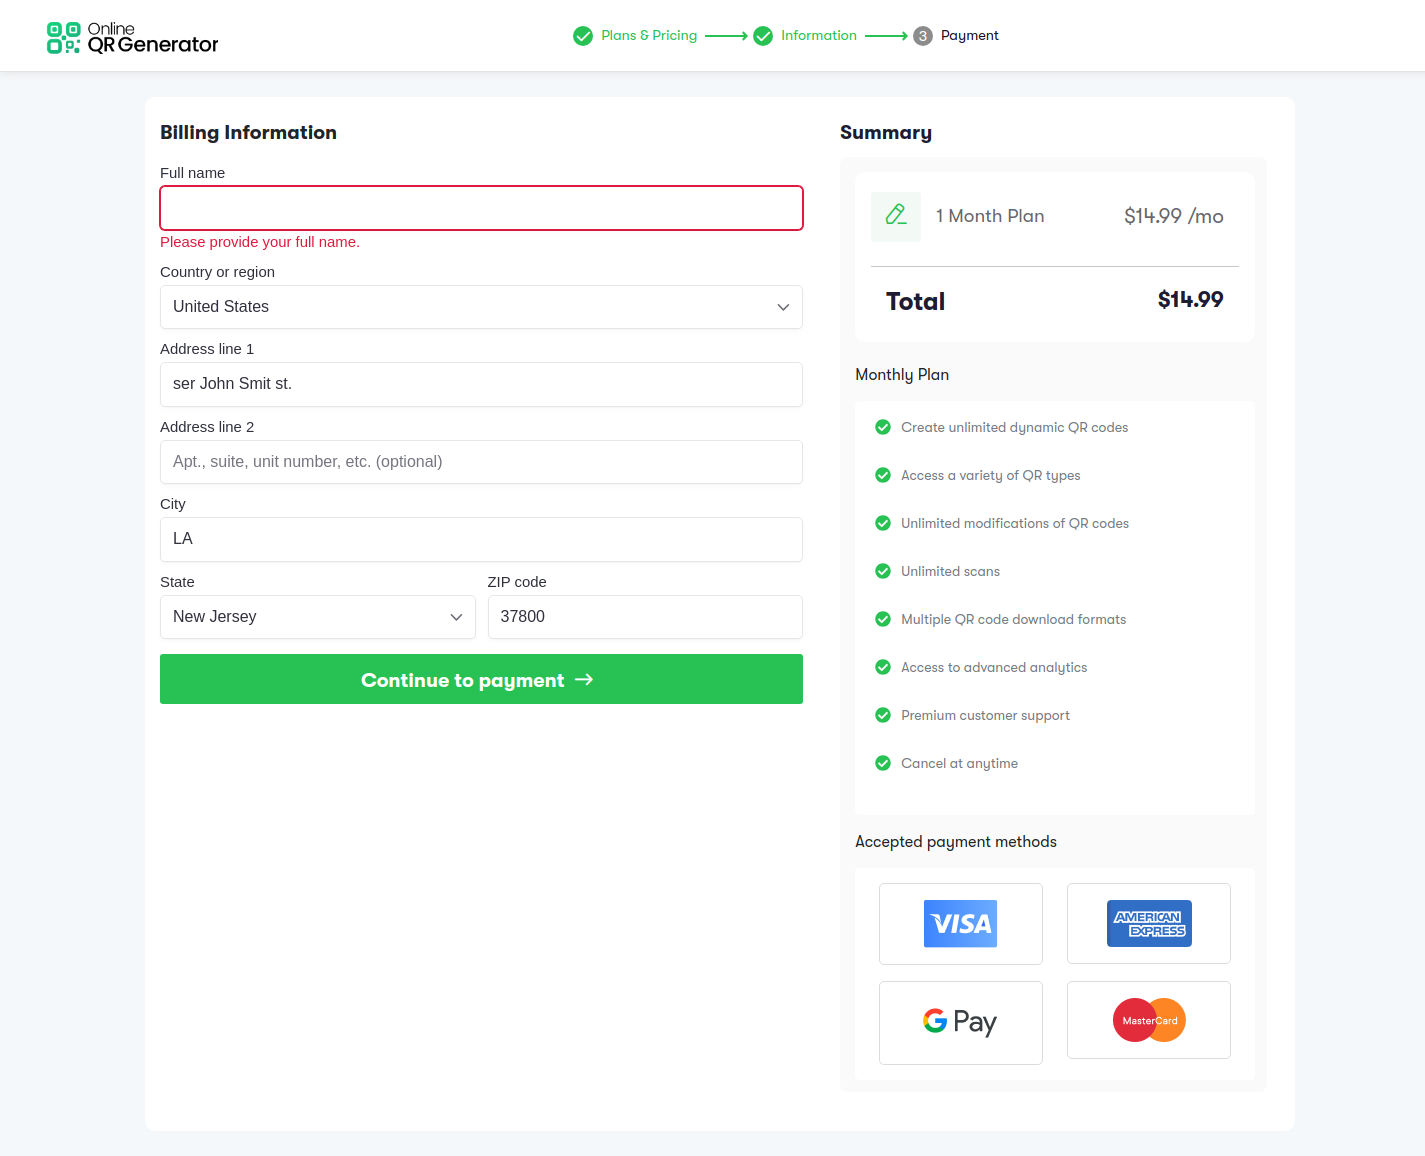 Online
QR Generator
Plans & Pricing
Information
3 Payment
Billing Information
Full name
Please provide your full name.
Country or region
United States
Address line 1
ser John Smit st.
Address line 2
Apt., suite, unit number, etc. (optional)
City
LA
State
ZIP code
New Jersey
37800
Continue to payment
Summary
1 Month Plan
$14.99 /mo
Total
$14.99
Monthly Plan
Create unlimited dynamic QR codes
Access a variety of QR types
Unlimited modifications of QR codes
Unlimited scans
Multiple QR code download formats
Access to advanced analytics
Premium customer support
Cancel at anytime
Accepted payment methods
VISA
AMERICAN
EXPRESS
G Pay
MasterCard